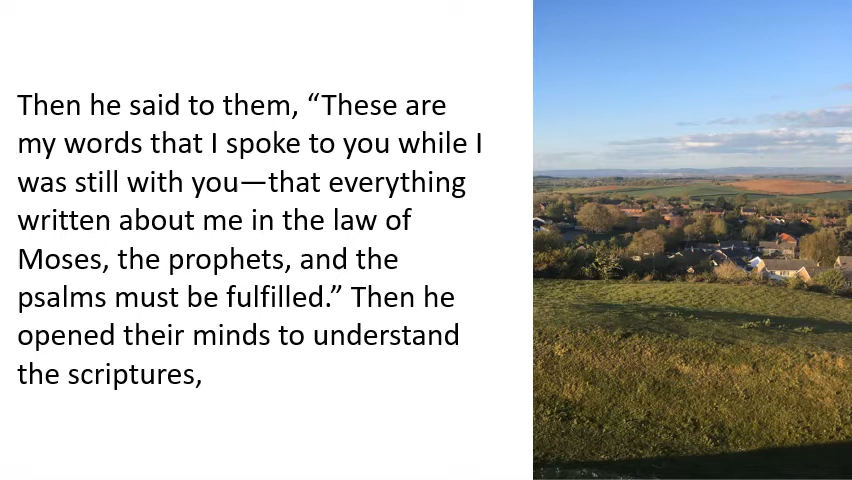 Then he said to them, “These are
my words that I spoke to you while I
was still with you—that everything
written about me in the law of
Moses, the prophets, and the
psalms must be fulfilled.” Then he
opened their minds to understand
the scriptures,